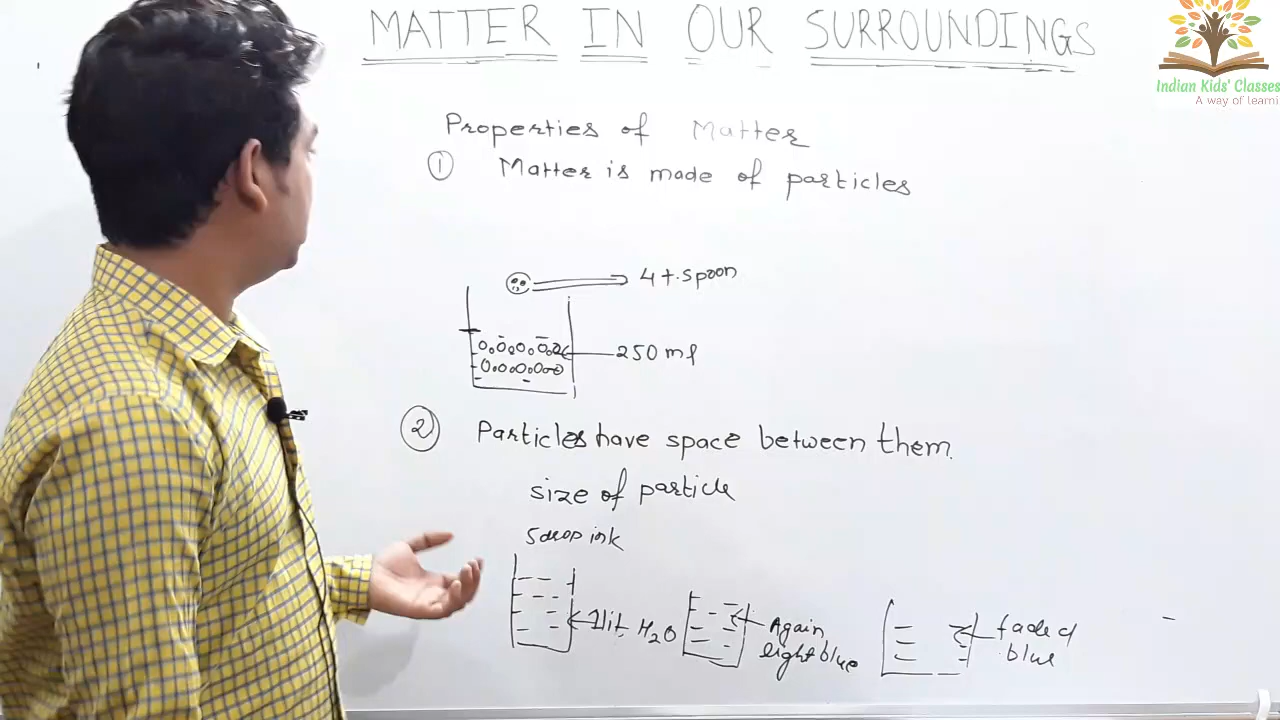 MATTER IN OUR SURROUNDINGS
Indian Kids' Classes
A way of learni
Properties of Matter
① Matter is made of particles
4 t.spoon
250 ml
② Particles have space between them.
size of particle
5 drop ink
1 lit H2O
Again light blue
faded blue